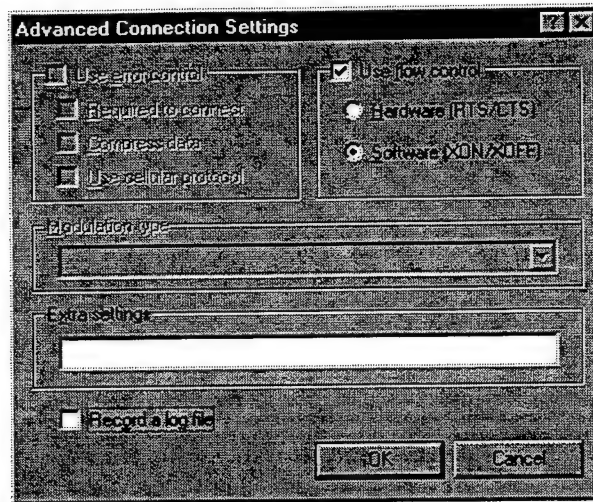 Advanced Connection Settings
Use error control
Required to connect
Compress data
Use cellular protocol
Use flow control
Hardware (RTS/CTS)
Software (XON/XOFF)
Modulation type
Extra settings
Record a log file
OK
Cancel